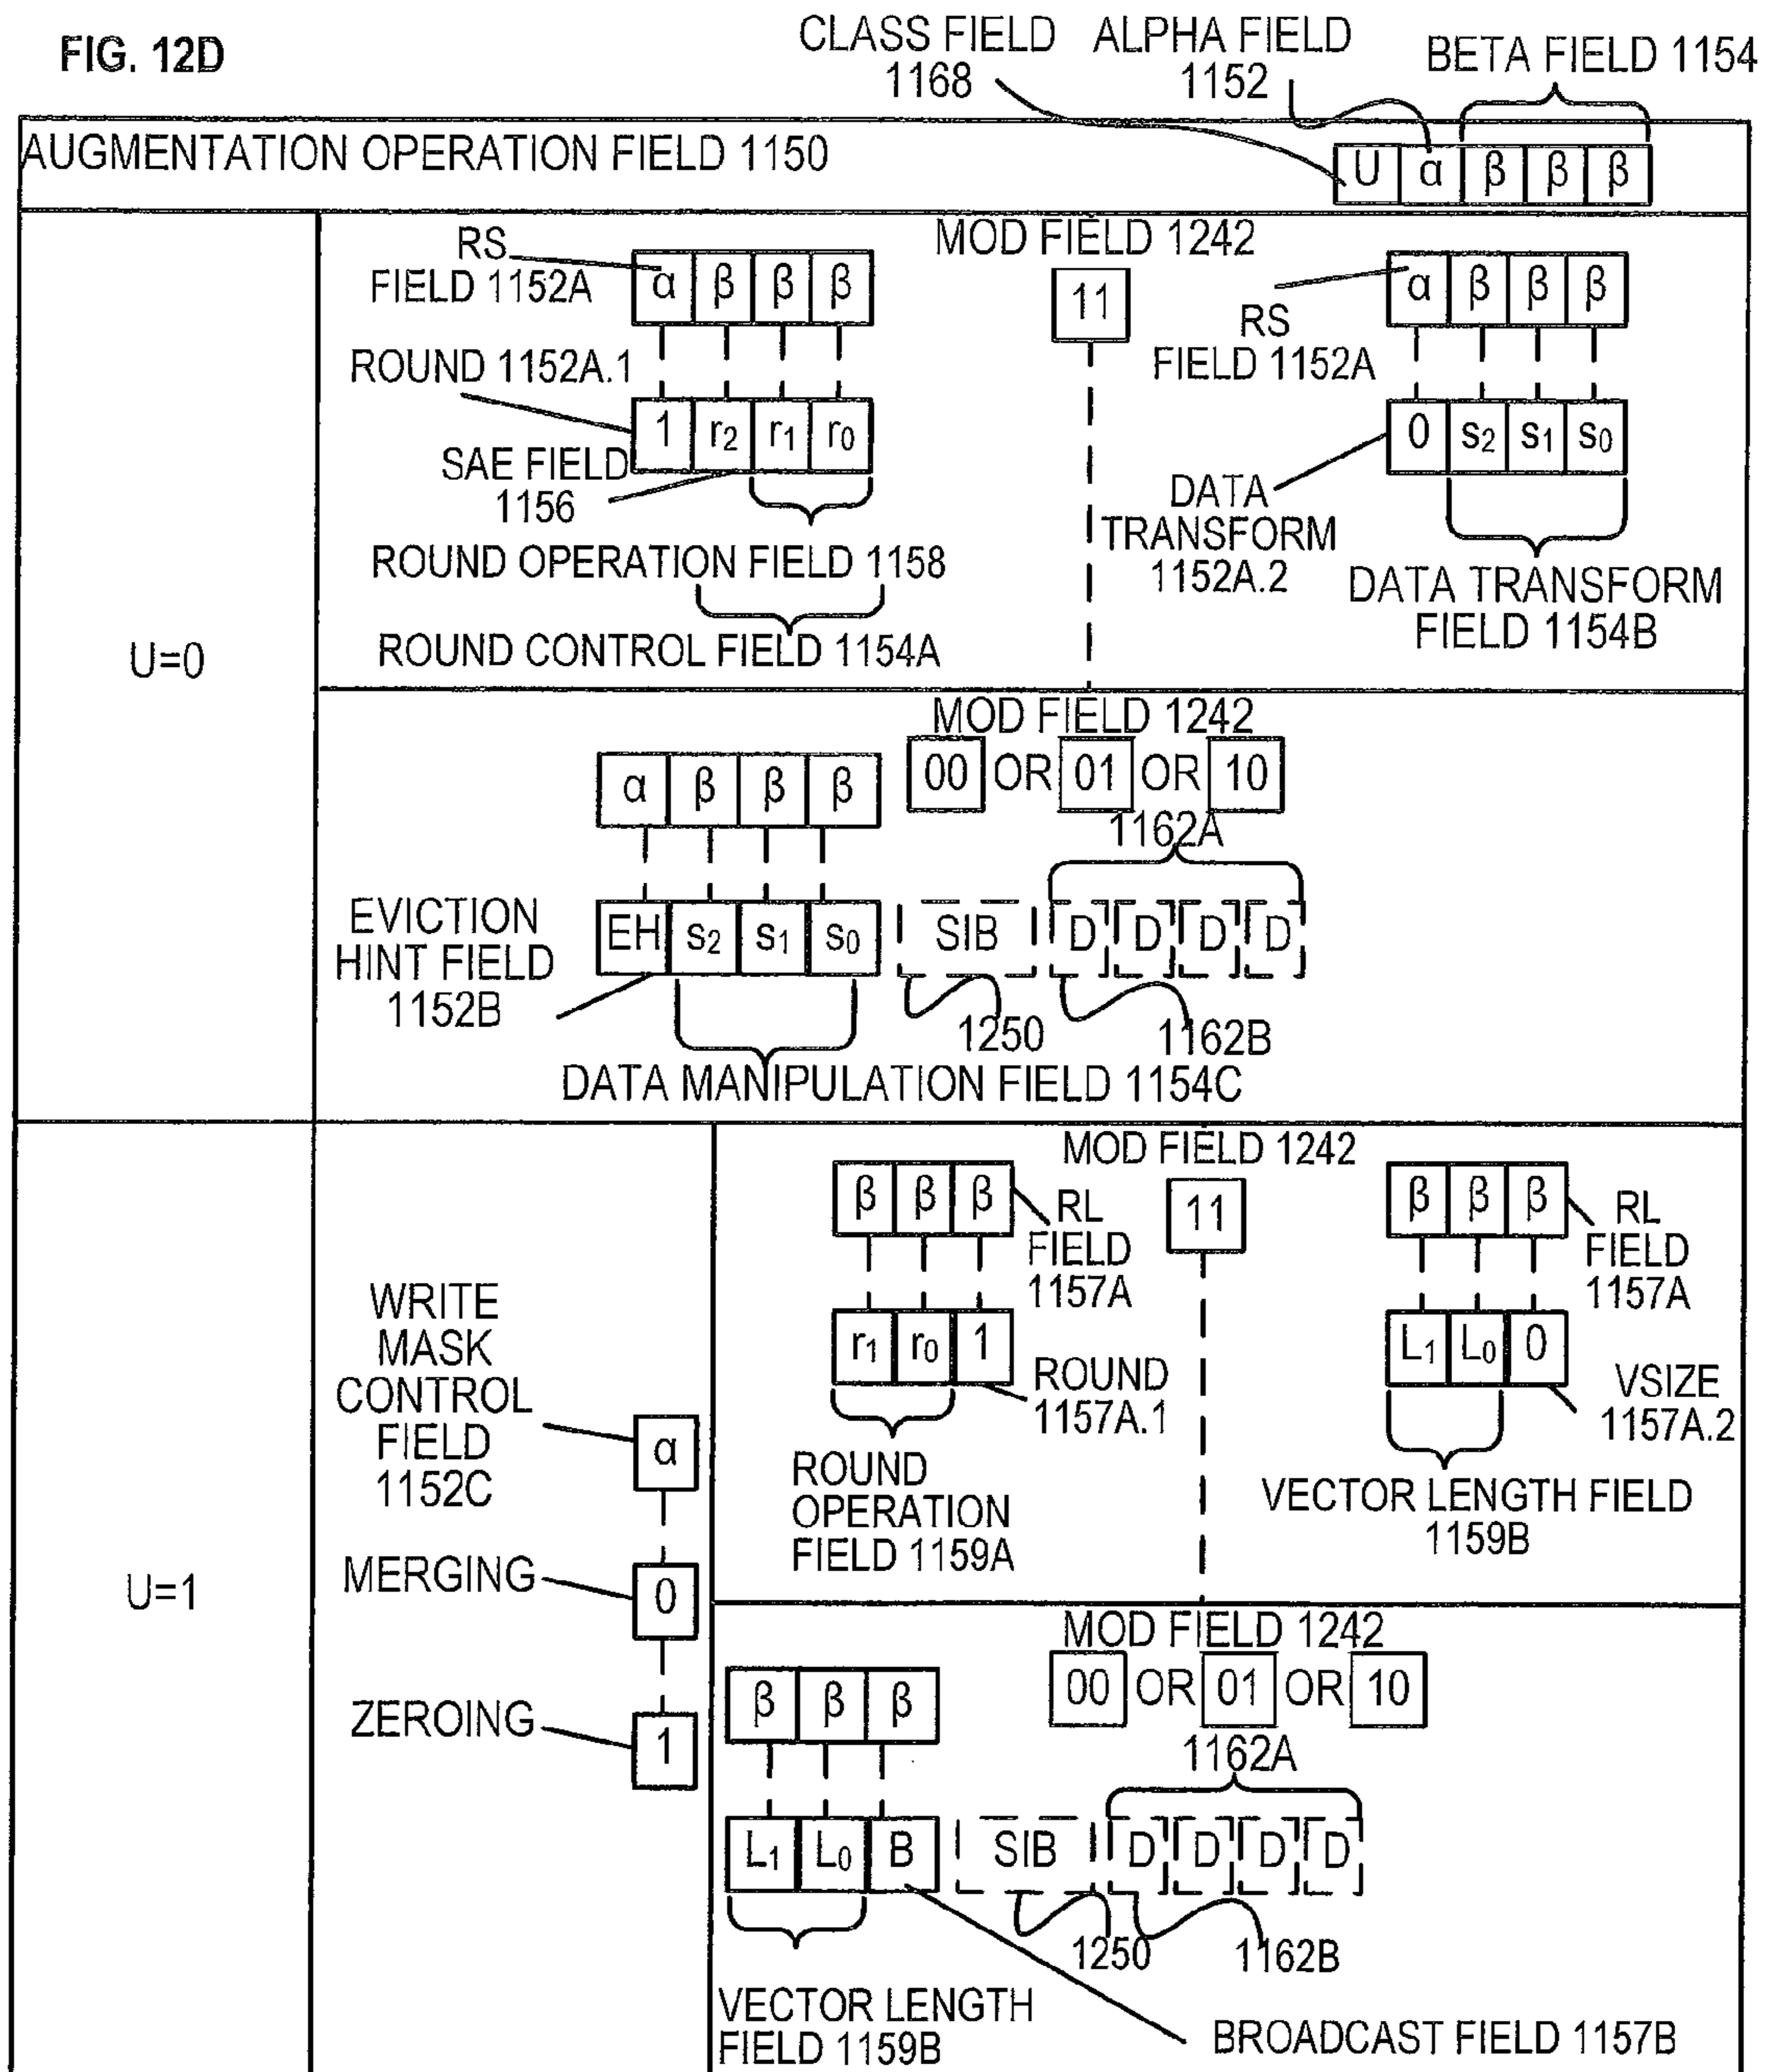 FIG. 12D
CLASS FIELD
1168
ALPHA FIELD
1152
BETA FIELD 1154
AUGMENTATION OPERATION FIELD 1150
U α β β β
U=0
MOD FIELD 1242
11
RS
FIELD 1152A
α β β β
ROUND 1152A.1
1 r2 r1 r0
SAE FIELD
1156
ROUND OPERATION FIELD 1158
ROUND CONTROL FIELD 1154A
α β β β
RS
FIELD 1152A
0 s2 s1 s0
DATA
TRANSFORM
1152A.2
DATA TRANSFORM
FIELD 1154B
MOD FIELD 1242
00 OR 01 OR 10
α β β β
1162A
EVICTION
HINT FIELD
1152B
EH s2 s1 s0
SIB
D D D D
1250
1162B
DATA MANIPULATION FIELD 1154C
U=1
WRITE
MASK
CONTROL
FIELD
1152C
α
MERGING
0
ZEROING
1
MOD FIELD 1242
11
β β β
RL
FIELD
1157A
r1 r0 1
ROUND
1157A.1
ROUND
OPERATION
FIELD 1159A
β β β
RL
FIELD
1157A
L1 L0 0
VSIZE
1157A.2
VECTOR LENGTH FIELD
1159B
MOD FIELD 1242
00 OR 01 OR 10
β β β
1162A
L1 L0 B
SIB
D D D D
1250
1162B
VECTOR LENGTH
FIELD 1159B
BROADCAST FIELD 1157B